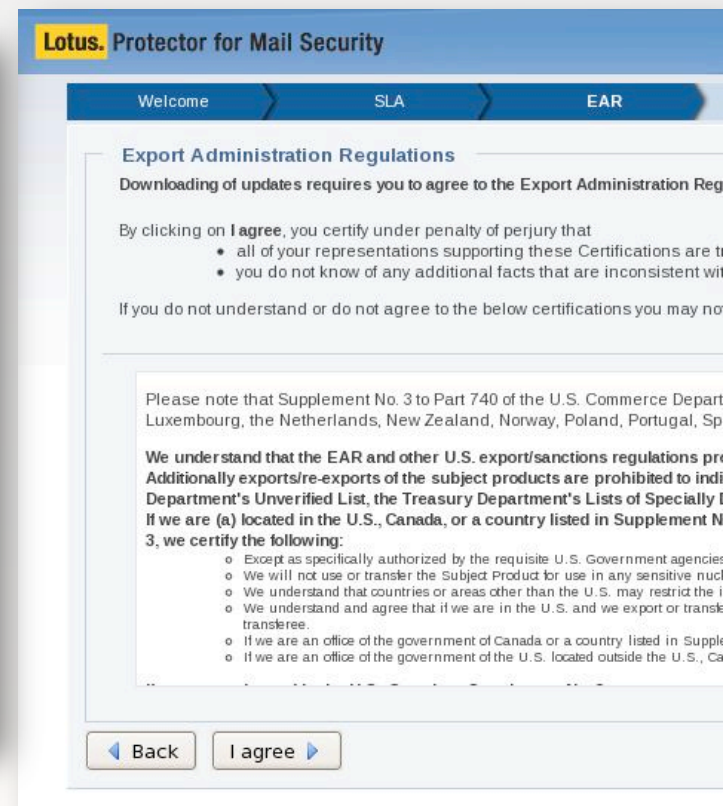 Lotus. Protector for Mail Security
Welcome
SLA
EAR
Export Administration Regulations
Downloading of updates requires you to agree to the Export Administration Reg
By clicking on I agree, you certify under penalty of perjury that
• all of your representations supporting these Certifications are tr
• you do not know of any additional facts that are inconsistent wit
If you do not understand or do not agree to the below certifications you may not
Please note that Supplement No. 3 to Part 740 of the U.S. Commerce Depart
Luxembourg, the Netherlands, New Zealand, Norway, Poland, Portugal, Sp
We understand that the EAR and other U.S. export/sanctions regulations pro
Additionally exports/re-exports of the subject products are prohibited to indi
Department's Unverified List, the Treasury Department's Lists of Specially D
If we are (a) located in the U.S., Canada, or a country listed in Supplement N
3, we certify the following:
o Except as specifically authorized by the requisite U.S. Government agencies
o We will not use or transfer the Subject Product for use in any sensitive nucl
o We understand that countries or areas other than the U.S. may restrict the i
o We understand and agree that if we are in the U.S. and we export or transfe
transferee.
o If we are an office of the government of Canada or a country listed in Supple
o If we are an office of the government of the U.S. located outside the U.S., Ca
Back
I agree